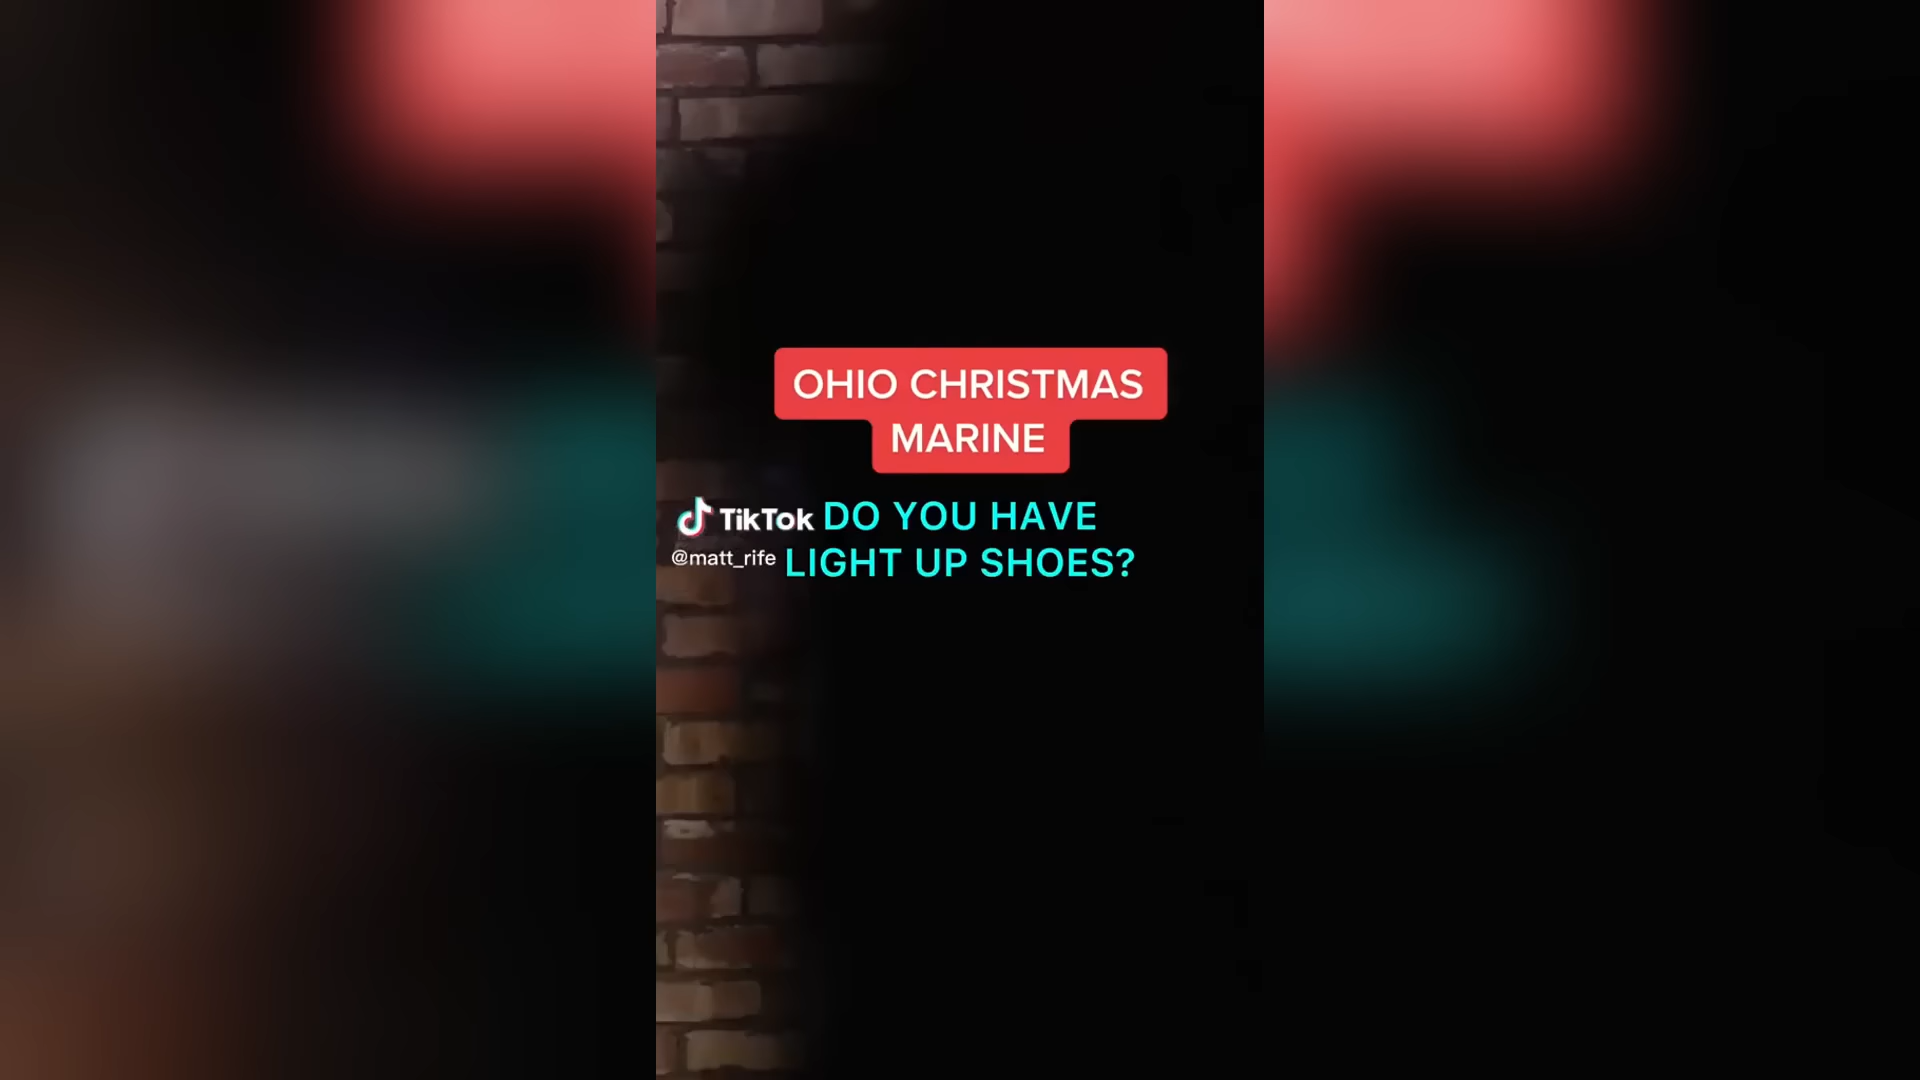 OHIO CHRISTMAS
MARINE
TikTok
@matt_rife
DO YOU HAVE
LIGHT UP SHOES?